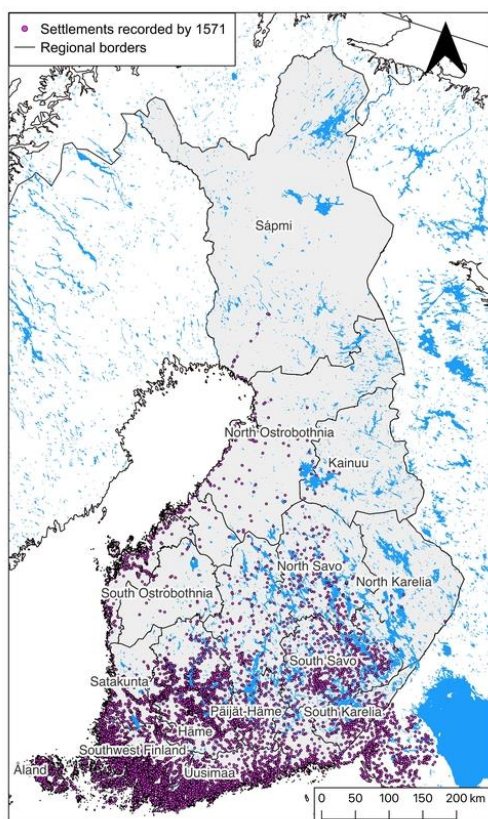 Settlements recorded by 1571
Regional borders
Sápmi
North Ostrobothnia
Kainuu
North Savo
North Karelia
South Ostrobothnia
South Savo
Satakunta
Päijät-Häme
South Karelia
Häme
Southwest Finland
Åland
Uusimaa
0 50 100 150 200 km